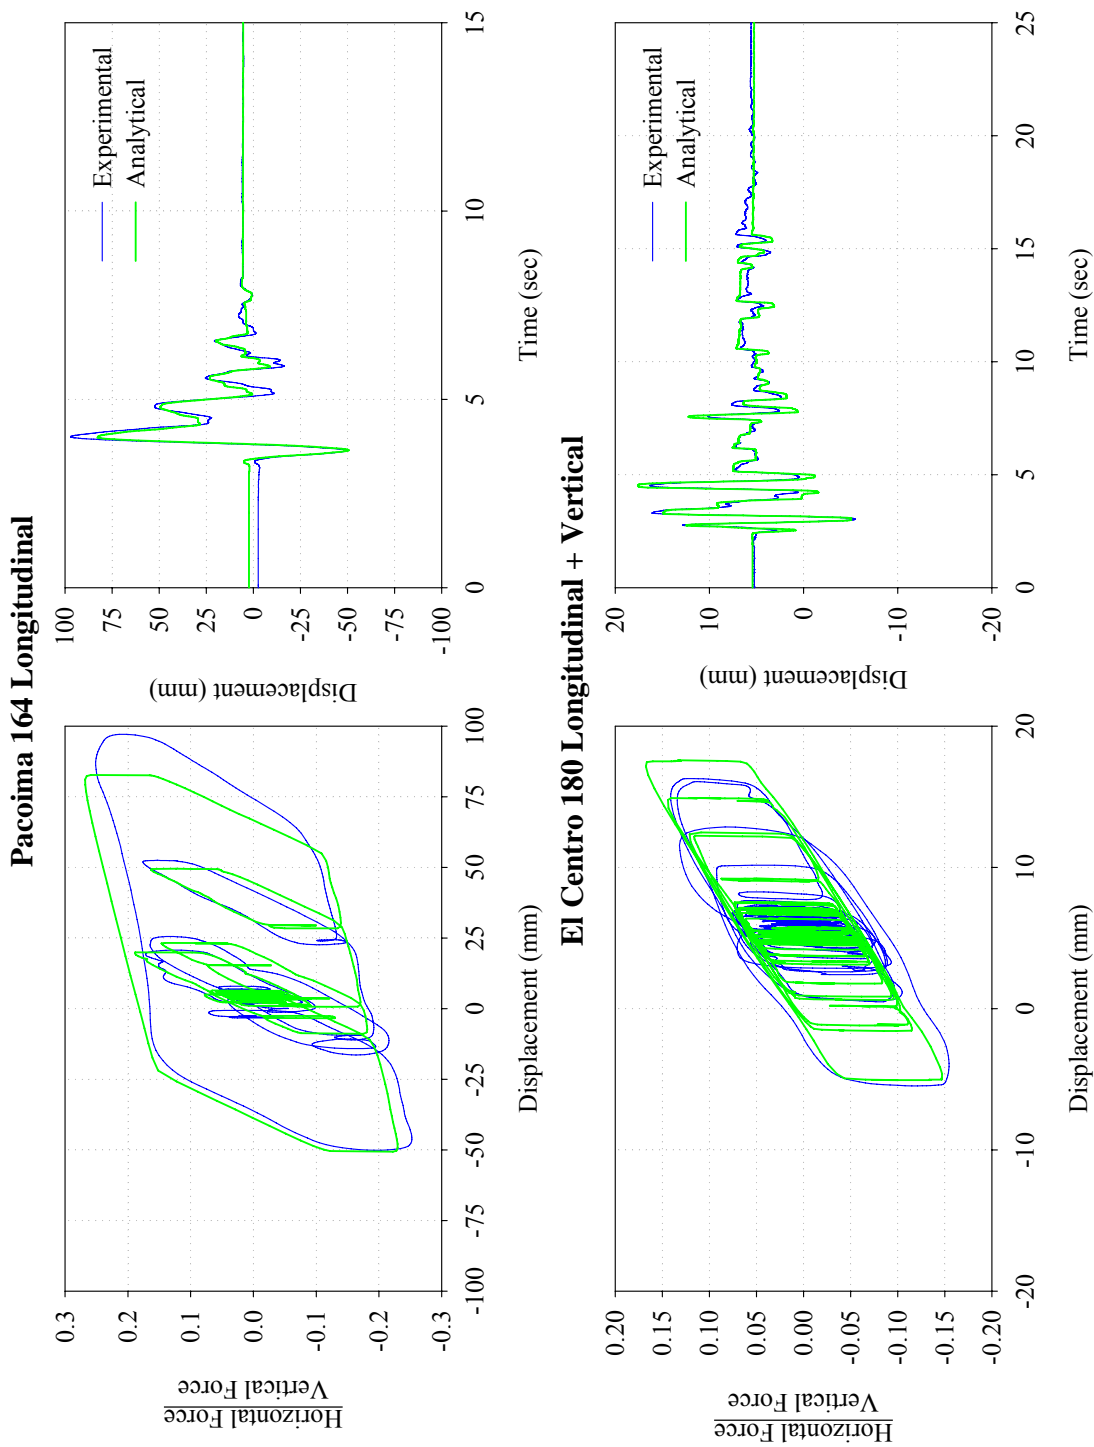 Pacoima 164 Longitudinal
Horizontal Force
Vertical Force
0.3
0.2
0.1
0.0
-0.1
-0.2
-0.3
-100 -75 -50 -25 0 25 50 75 100
Displacement (mm)
Displacement (mm)
100
75
50
25
0
-25
-50
-75
-100
0 5 10 15
Time (sec)
Experimental
Analytical
El Centro 180 Longitudinal + Vertical
Horizontal Force
Vertical Force
0.20
0.15
0.10
0.05
0.00
-0.05
-0.10
-0.15
-0.20
-20 -10 0 10 20
Displacement (mm)
Displacement (mm)
20
10
0
-10
-20
0 5 10 15 20 25
Time (sec)
Experimental
Analytical